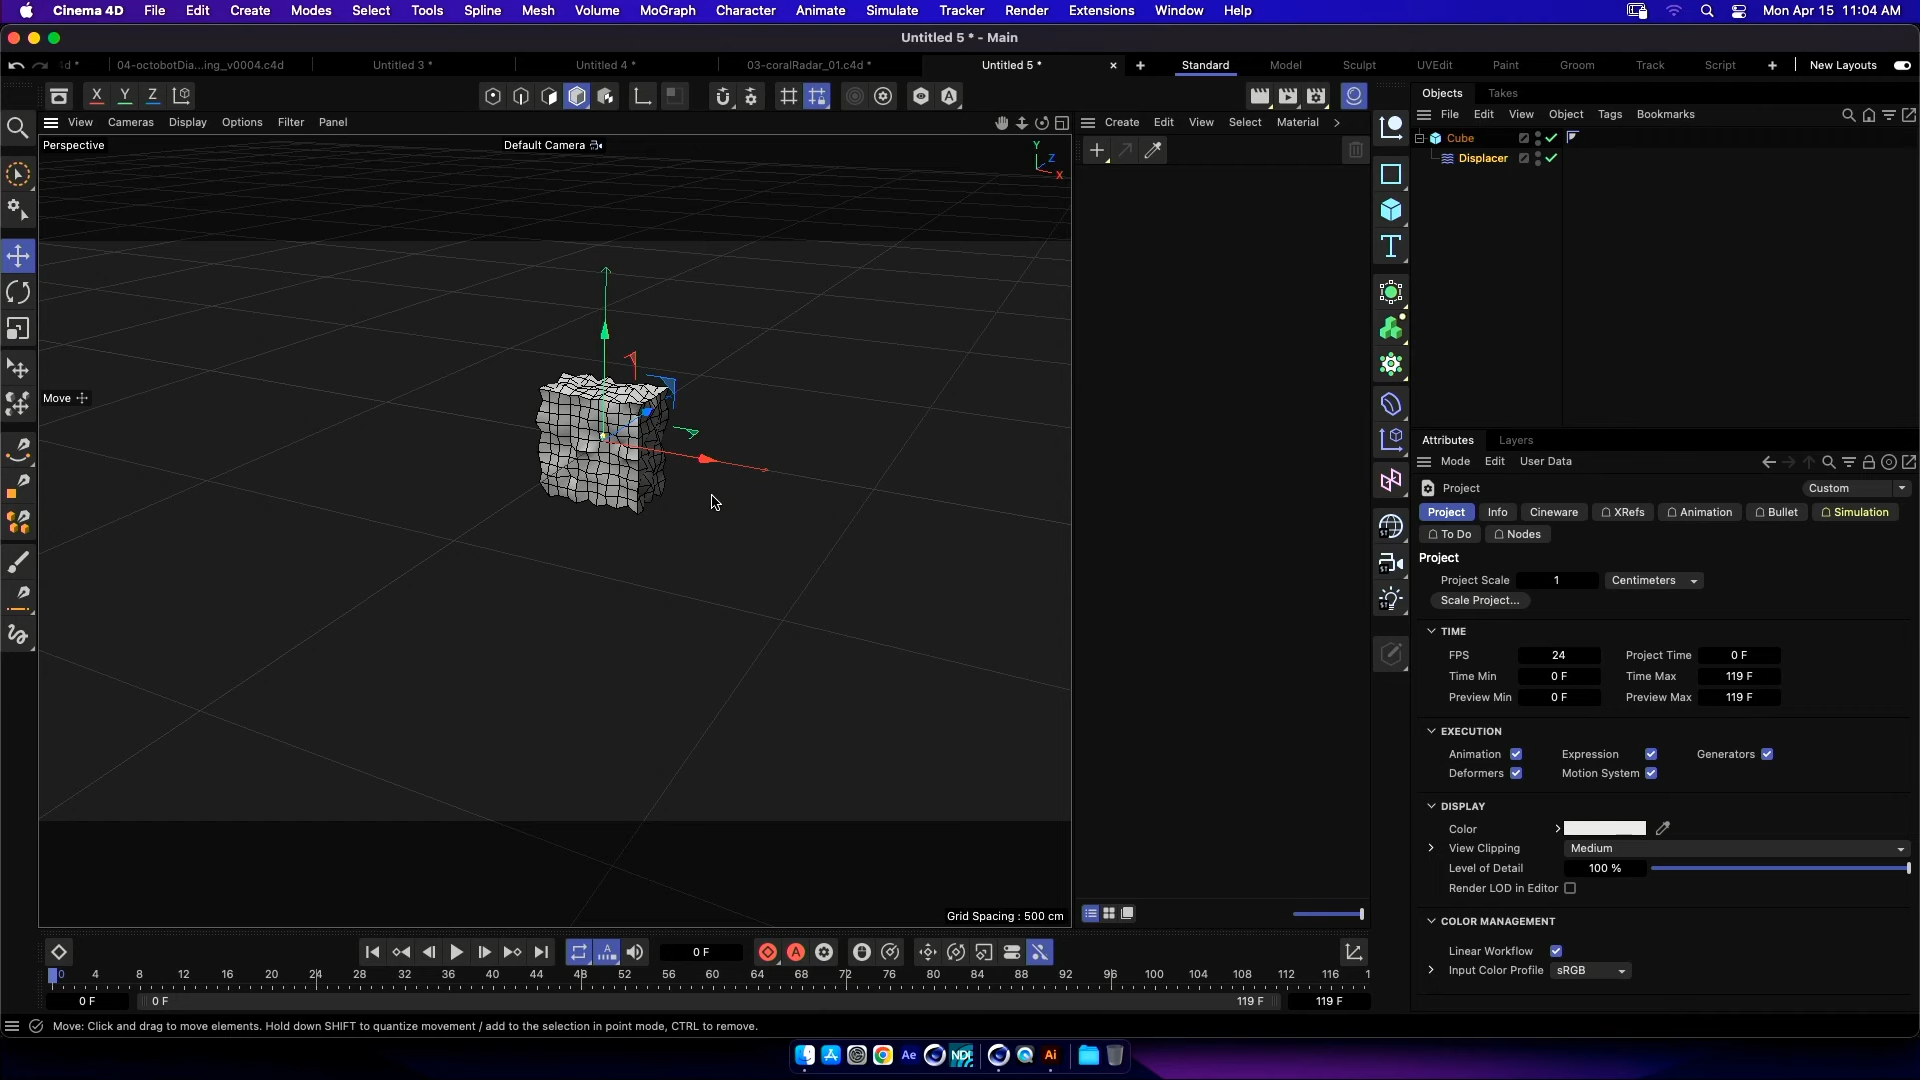 Cinema 4D File Edit Create Modes Select Tools Spline Mesh Volume MoGraph Character Animate Simulate Tracker Render Extensions Window Help Mon Apr 15 11:04 AM
Untitled 5 * - Main
d * 04-octobotDia...ing_v0004.c4d Untitled 3 * Untitled 4 * 03-coralRadar_01.c4d * Untitled 5 * Standard Model Sculpt UVEdit Paint Groom Track Script New Layouts
X Y Z
Objects Takes
File Edit View Object Tags Bookmarks
View Cameras Display Options Filter Panel
Create Edit View Select Material
Perspective Default Camera
Y
Z
X
Cube
Displacer
T
Move
Attributes Layers
Mode Edit User Data
Project Custom
Project Info Cineware XRefs Animation Bullet Simulation
To Do Nodes
Project
Project Scale 1 Centimeters
Scale Project...
TIME
FPS 24 Project Time 0 F
Time Min 0 F Time Max 119 F
Preview Min 0 F Preview Max 119 F
EXECUTION
Animation Expression Generators
Deformers Motion System
DISPLAY
Color
View Clipping Medium
Level of Detail 100 %
Render LOD in Editor
COLOR MANAGEMENT
Linear Workflow
Input Color Profile sRGB
Grid Spacing : 500 cm
0 F
0 4 8 12 16 20 24 28 32 36 40 44 48 52 56 60 64 68 72 76 80 84 88 92 96 100 104 108 112 116 1
0 F 0 F 119 F 119 F
Move: Click and drag to move elements. Hold down SHIFT to quantize movement / add to the selection in point mode, CTRL to remove.
Ae NDI Ai